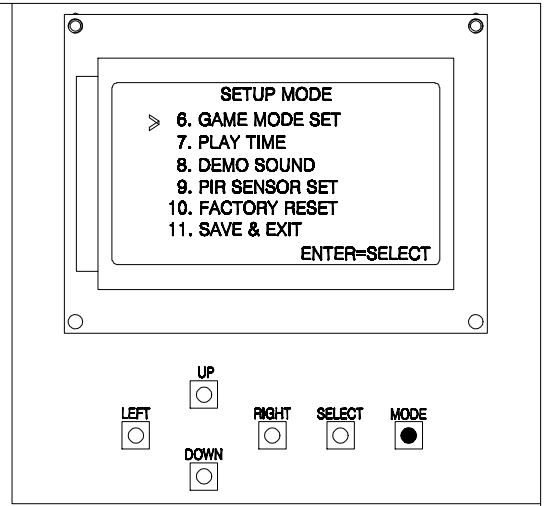 SETUP MODE
> 6. GAME MODE SET
7. PLAY TIME
8. DEMO SOUND
9. PIR SENSOR SET
10. FACTORY RESET
11. SAVE & EXIT
ENTER=SELECT
UP
LEFT
RIGHT
SELECT
MODE
DOWN